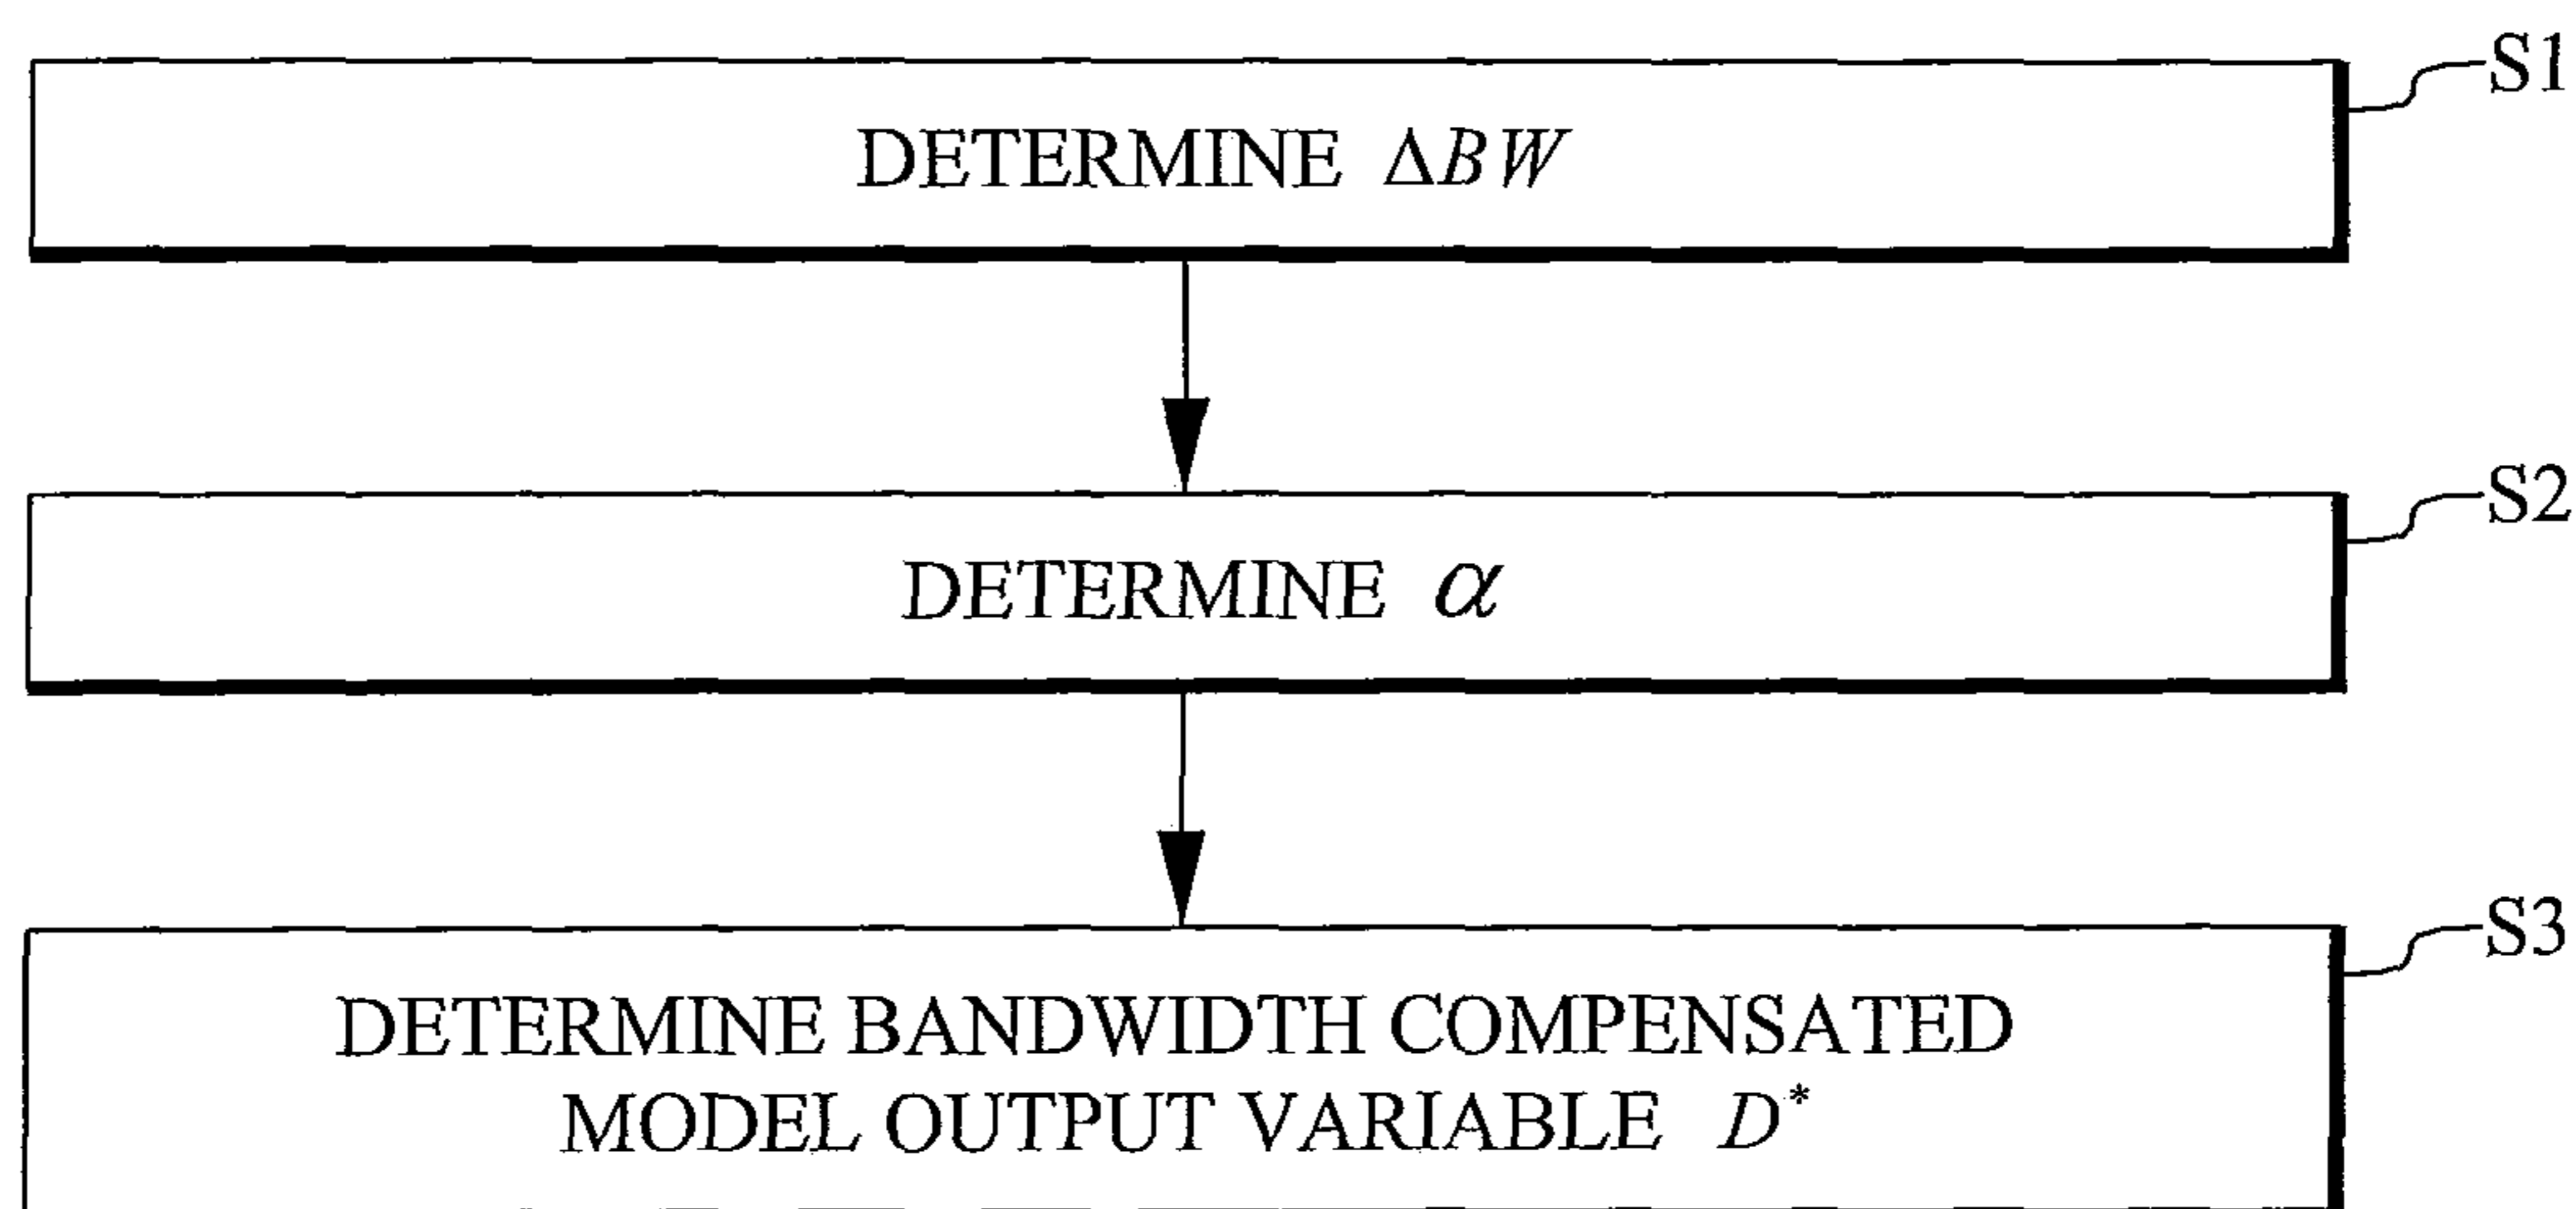 S1
DETERMINE ΔBW
S2
DETERMINE α
S3
DETERMINE BANDWIDTH COMPENSATED
MODEL OUTPUT VARIABLE D*